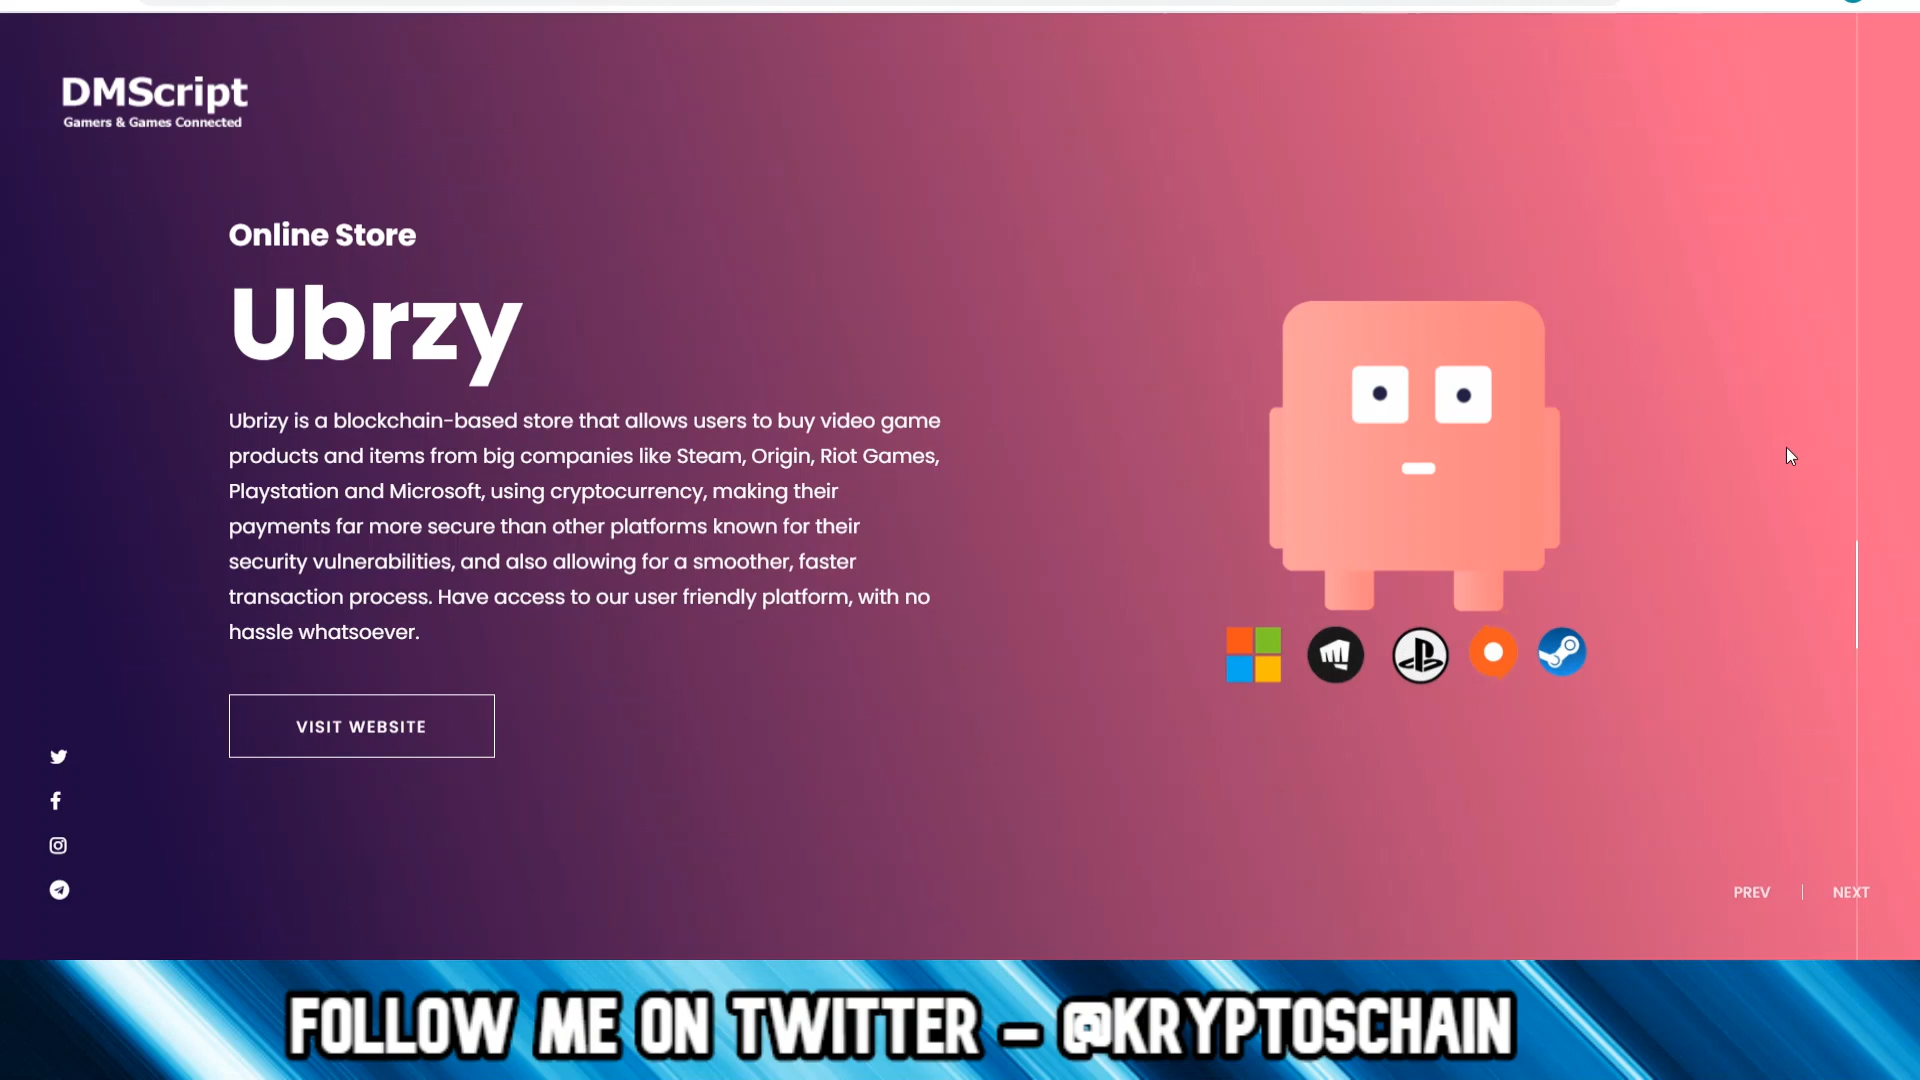 DMScript
Gamers & Games Connected
Online Store
Ubrzy
Ubrizy is a blockchain-based store that allows users to buy video game
products and items from big companies like Steam, Origin, Riot Games,
Playstation and Microsoft, using cryptocurrency, making their
payments far more secure than other platforms known for their
security vulnerabilities, and also allowing for a smoother, faster
transaction process. Have access to our user friendly platform, with no
hassle whatsoever.
VISIT WEBSITE
PREV | NEXT
FOLLOW ME ON TWITTER – @KRYPTOSCHAIN